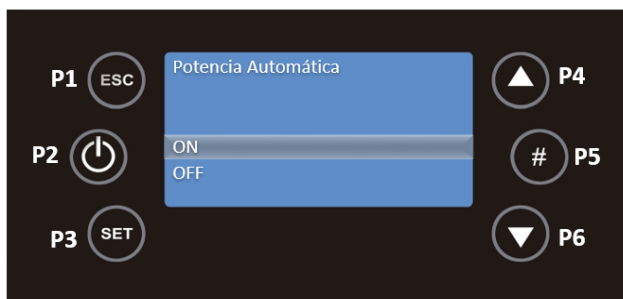 P1 ESC
Potencia Automática
P4
P2
ON
# P5
OFF
P3 SET
P6